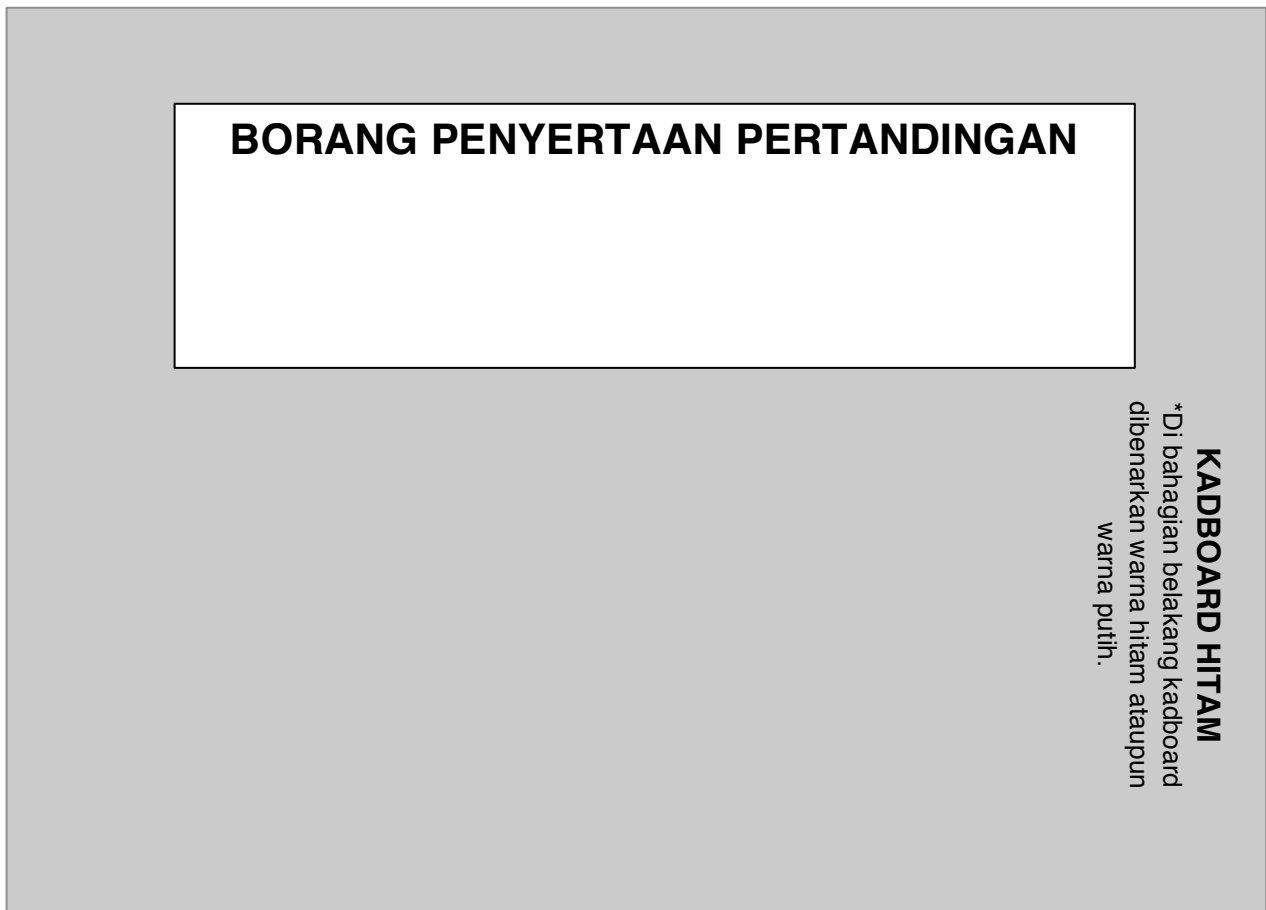 BORANG PENYERTAAN PERTANDINGAN
KADBOARD HITAM
*Di bahagian belakang kadboard
dibenarkan warna hitam ataupun
warna putih.